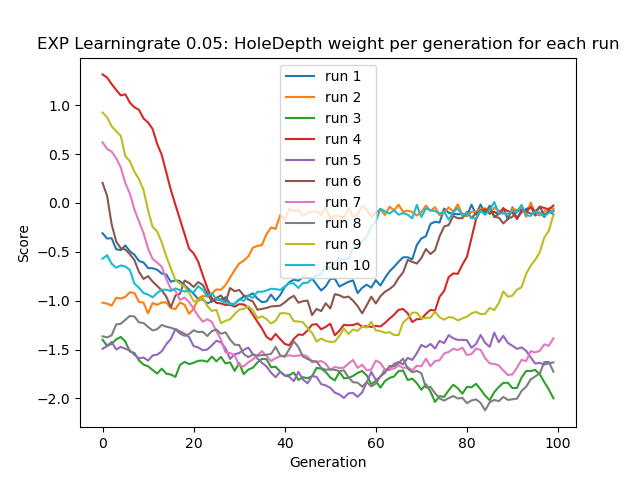 EXP Learningrate 0.05: HoleDepth weight per generation for each run
Score
1.0
0.5
0.0
−0.5
−1.0
−1.5
−2.0
run 1
run 2
run 3
run 4
run 5
run 6
run 7
run 8
run 9
run 10
0 20 40 60 80 100
Generation